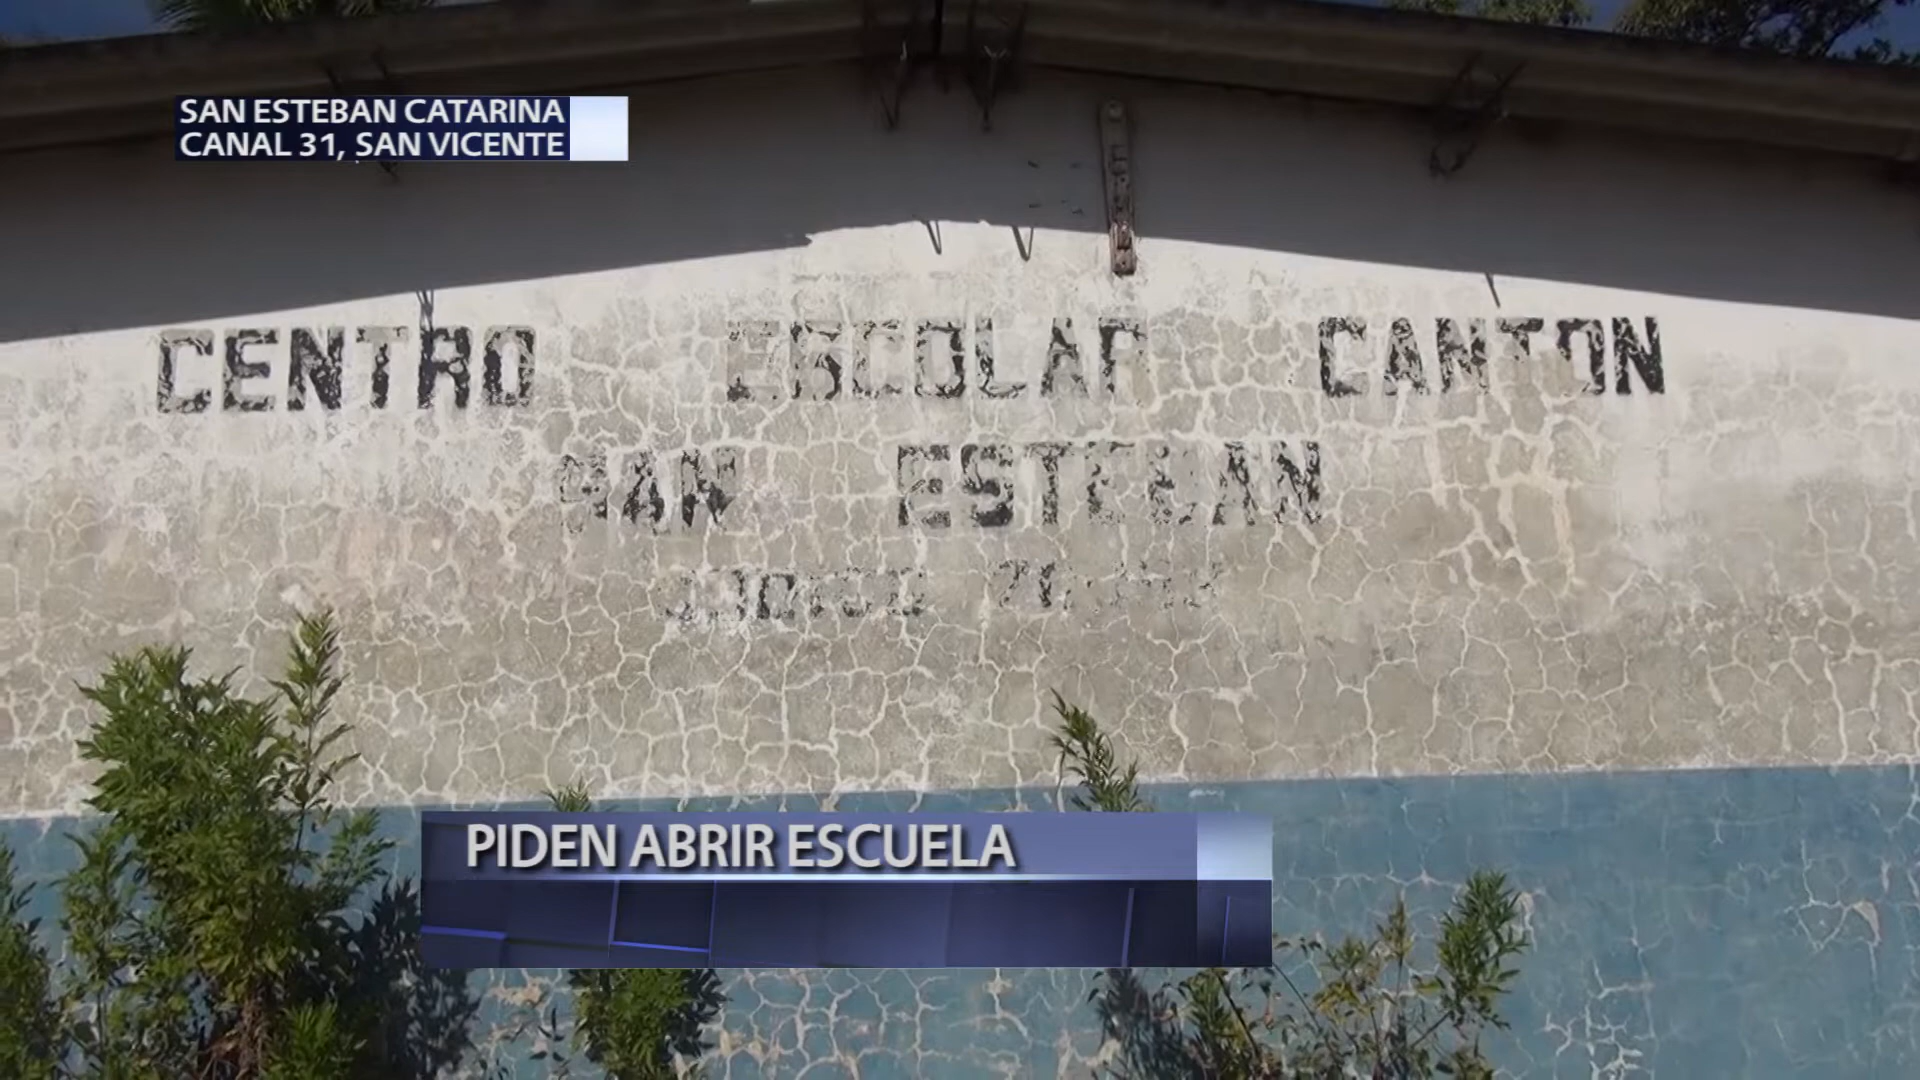 SAN ESTEBAN CATARINA
CANAL 31, SAN VICENTE
CENTRO ESCOLAR CANTON
SAN ESTEBAN
PIDEN ABRIR ESCUELA